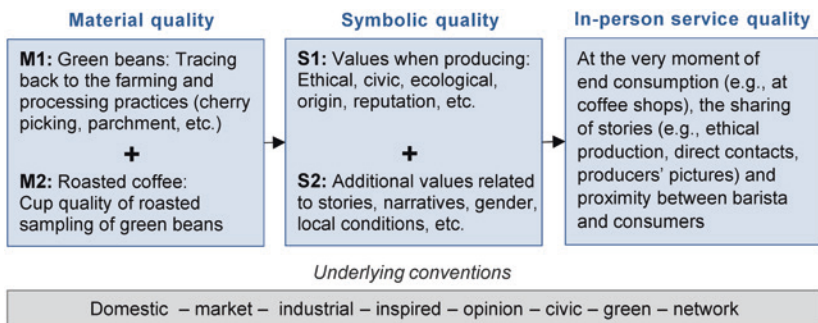 Material quality
M1: Green beans: Tracing
back to the farming and
processing practices (cherry
picking, parchment, etc.)
+
M2: Roasted coffee:
Cup quality of roasted
sampling of green beans
Symbolic quality
S1: Values when producing:
Ethical, civic, ecological,
origin, reputation, etc.
+
S2: Additional values related
to stories, narratives, gender,
local conditions, etc.
In-person service quality
At the very moment of
end consumption (e.g., at
coffee shops), the sharing
of stories (e.g., ethical
production, direct contacts,
producers' pictures) and
proximity between barista
and consumers
Underlying conventions
Domestic – market – industrial – inspired – opinion – civic – green – network